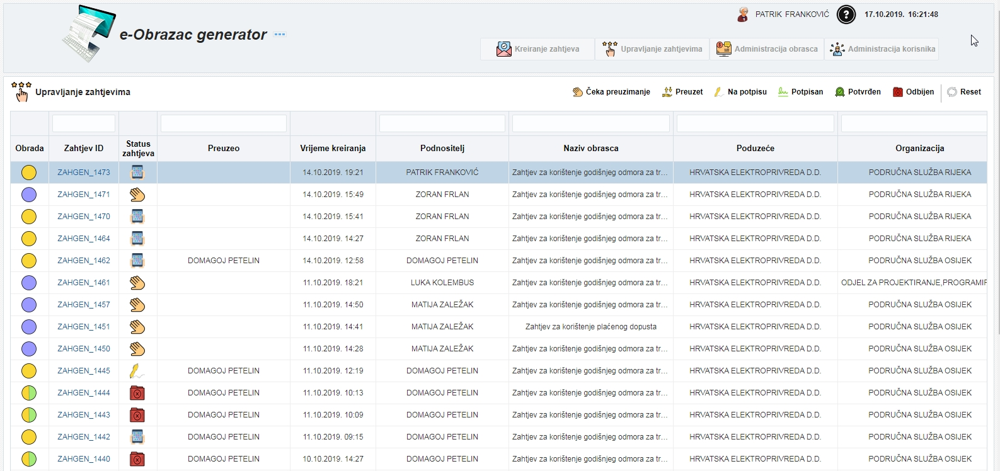 PATRIK FRANKOVIĆ ? 17.10.2019. 16:21:48
e-Obrazac generator
Kreiranje zahtjeva Upravljanje zahtjevima Administracija obrasca Administracija korisnika
Upravljanje zahtjevima Čeka preuzimanje Preuzet Na potpisu Potpisan Potvrđen Odbijen Reset
Obrada Zahtjev ID Status zahtjeva Preuzeo Vrijeme kreiranja Podnositelj Naziv obrasca Poduzeće Organizacija
ZAHGEN_1473 14.10.2019. 19:21 PATRIK FRANKOVIĆ Zahtjev za korištenje godišnjeg odmora za tr... HRVATSKA ELEKTROPRIVREDA D.D. PODRUČNA SLUŽBA RIJEKA
ZAHGEN_1471 14.10.2019. 15:49 ZORAN FRLAN Zahtjev za korištenje godišnjeg odmora za tr... HRVATSKA ELEKTROPRIVREDA D.D. PODRUČNA SLUŽBA RIJEKA
ZAHGEN_1470 14.10.2019. 15:41 ZORAN FRLAN Zahtjev za korištenje godišnjeg odmora za tr... HRVATSKA ELEKTROPRIVREDA D.D. PODRUČNA SLUŽBA RIJEKA
ZAHGEN_1464 14.10.2019. 14:27 ZORAN FRLAN Zahtjev za korištenje godišnjeg odmora za tr... HRVATSKA ELEKTROPRIVREDA D.D. PODRUČNA SLUŽBA RIJEKA
ZAHGEN_1462 DOMAGOJ PETELIN 14.10.2019. 12:58 DOMAGOJ PETELIN Zahtjev za korištenje godišnjeg odmora za tr... HRVATSKA ELEKTROPRIVREDA D.D. PODRUČNA SLUŽBA OSIJEK
ZAHGEN_1461 11.10.2019. 18:21 LUKA KOLEMBUS Zahtjev za korištenje godišnjeg odmora za tr... HRVATSKA ELEKTROPRIVREDA D.D. ODJEL ZA PROJEKTIRANJE,PROGRAMIR
ZAHGEN_1457 11.10.2019. 14:50 MATIJA ZALEŽAK Zahtjev za korištenje godišnjeg odmora za tr... HRVATSKA ELEKTROPRIVREDA D.D. PODRUČNA SLUŽBA OSIJEK
ZAHGEN_1451 11.10.2019. 14:41 MATIJA ZALEŽAK Zahtjev za korištenje plaćenog dopusta HRVATSKA ELEKTROPRIVREDA D.D. PODRUČNA SLUŽBA OSIJEK
ZAHGEN_1450 11.10.2019. 14:28 MATIJA ZALEŽAK Zahtjev za korištenje godišnjeg odmora za tr... HRVATSKA ELEKTROPRIVREDA D.D. PODRUČNA SLUŽBA OSIJEK
ZAHGEN_1445 DOMAGOJ PETELIN 11.10.2019. 12:19 DOMAGOJ PETELIN Zahtjev za korištenje godišnjeg odmora za tr... HRVATSKA ELEKTROPRIVREDA D.D. PODRUČNA SLUŽBA OSIJEK
ZAHGEN_1444 DOMAGOJ PETELIN 11.10.2019. 10:13 DOMAGOJ PETELIN Zahtjev za korištenje godišnjeg odmora za tr... HRVATSKA ELEKTROPRIVREDA D.D. PODRUČNA SLUŽBA OSIJEK
ZAHGEN_1443 DOMAGOJ PETELIN 11.10.2019. 10:09 DOMAGOJ PETELIN Zahtjev za korištenje godišnjeg odmora za tr... HRVATSKA ELEKTROPRIVREDA D.D. PODRUČNA SLUŽBA OSIJEK
ZAHGEN_1442 DOMAGOJ PETELIN 11.10.2019. 09:15 DOMAGOJ PETELIN Zahtjev za korištenje godišnjeg odmora za tr... HRVATSKA ELEKTROPRIVREDA D.D. PODRUČNA SLUŽBA OSIJEK
ZAHGEN_1440 DOMAGOJ PETELIN 10.10.2019. 14:27 DOMAGOJ PETELIN Zahtjev za korištenje godišnjeg odmora za tr... HRVATSKA ELEKTROPRIVREDA D.D. PODRUČNA SLUŽBA OSIJEK